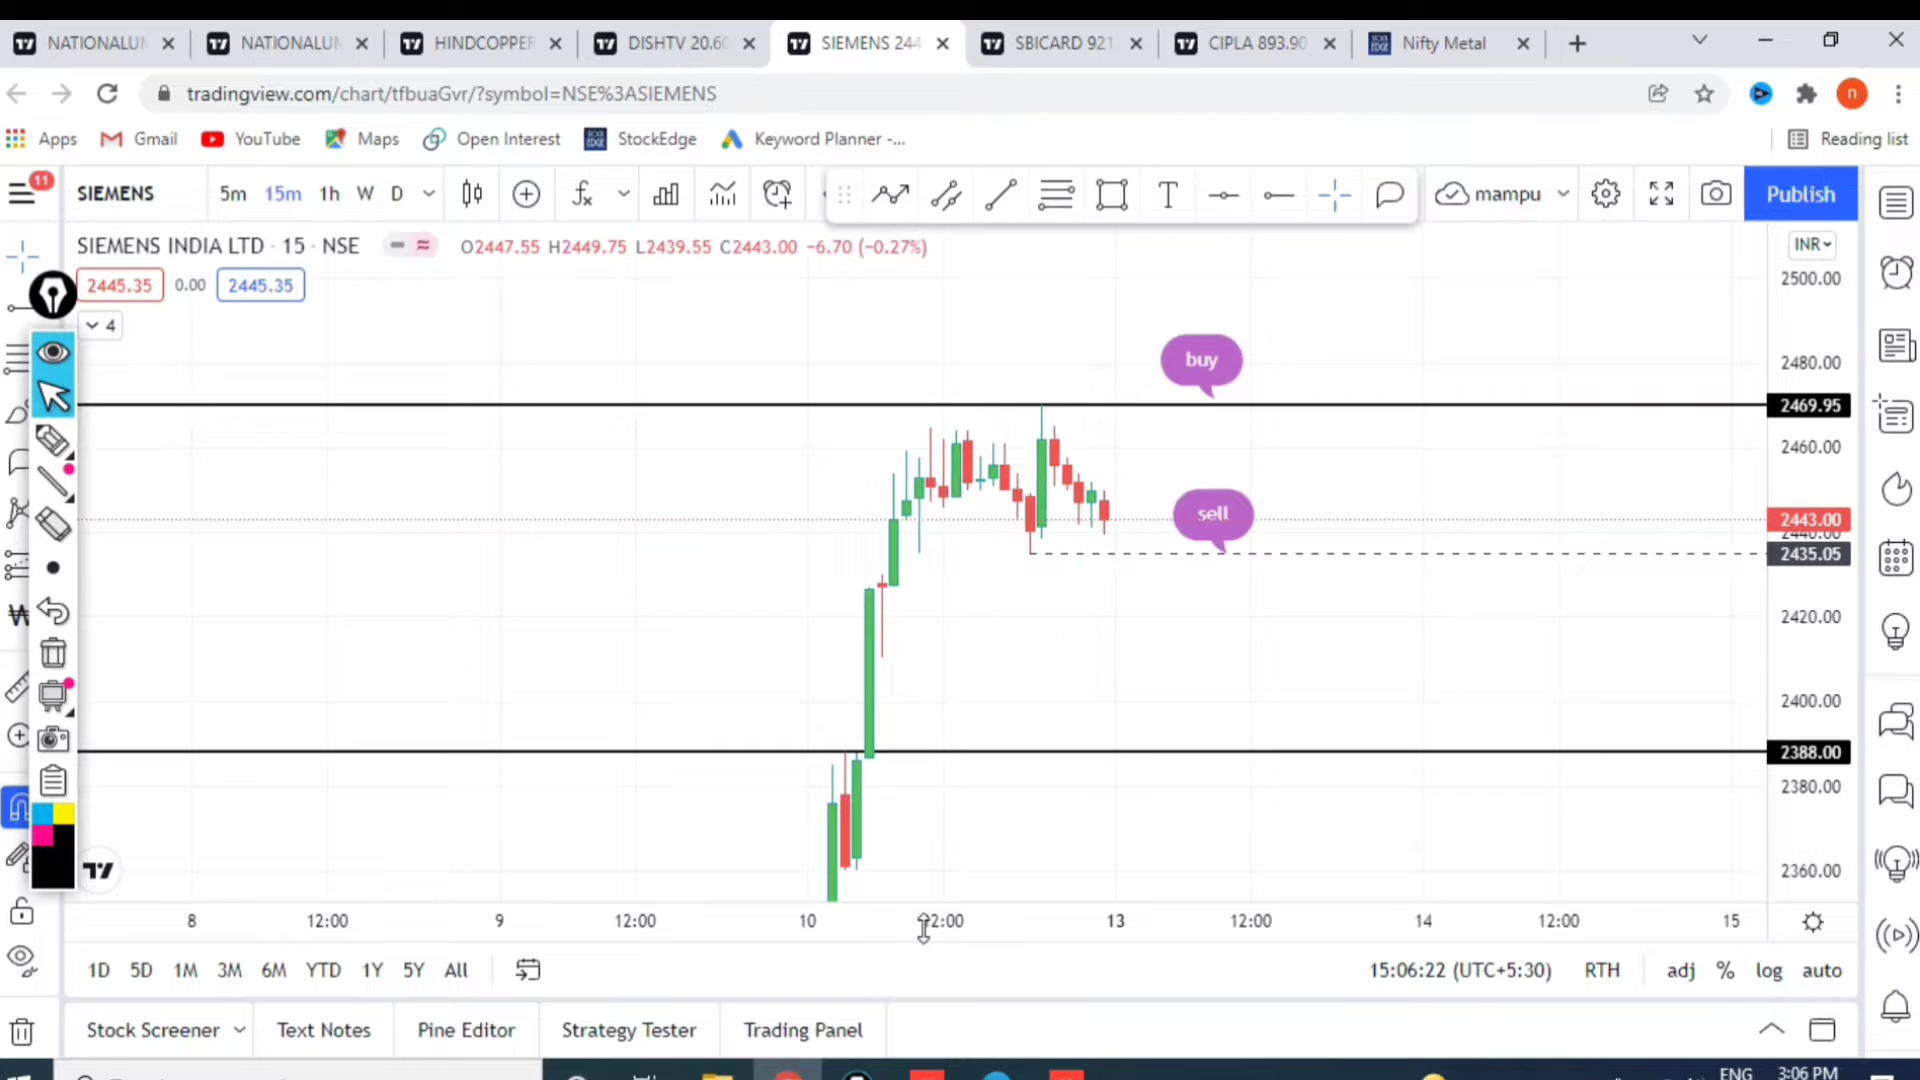 NATIONALUM
NATIONALUM
HINDCOPPER
DISHTV 20.60
SIEMENS 244
SBICARD 921
CIPLA 893.90
Nifty Metal
tradingview.com/chart/tfbuaGvr/?symbol=NSE%3ASIEMENS
n
Apps
Gmail
YouTube
Maps
Open Interest
StockEdge
Keyword Planner -...
Reading list
11
SIEMENS
5m
15m
1h
W
D
mampu
Publish
SIEMENS INDIA LTD · 15 · NSE
O2447.55 H2449.75 L2439.55 C2443.00 −6.70 (−0.27%)
INR
2445.35
0.00
2445.35
4
2500.00
buy
2480.00
2469.95
2460.00
sell
2443.00
2440.00
2435.05
2420.00
2400.00
2388.00
2380.00
2360.00
8
12:00
9
12:00
10
12:00
13
12:00
14
12:00
15
1D
5D
1M
3M
6M
YTD
1Y
5Y
All
15:06:22 (UTC+5:30)
RTH
adj
%
log
auto
Stock Screener
Text Notes
Pine Editor
Strategy Tester
Trading Panel
ENG
3:06 PM